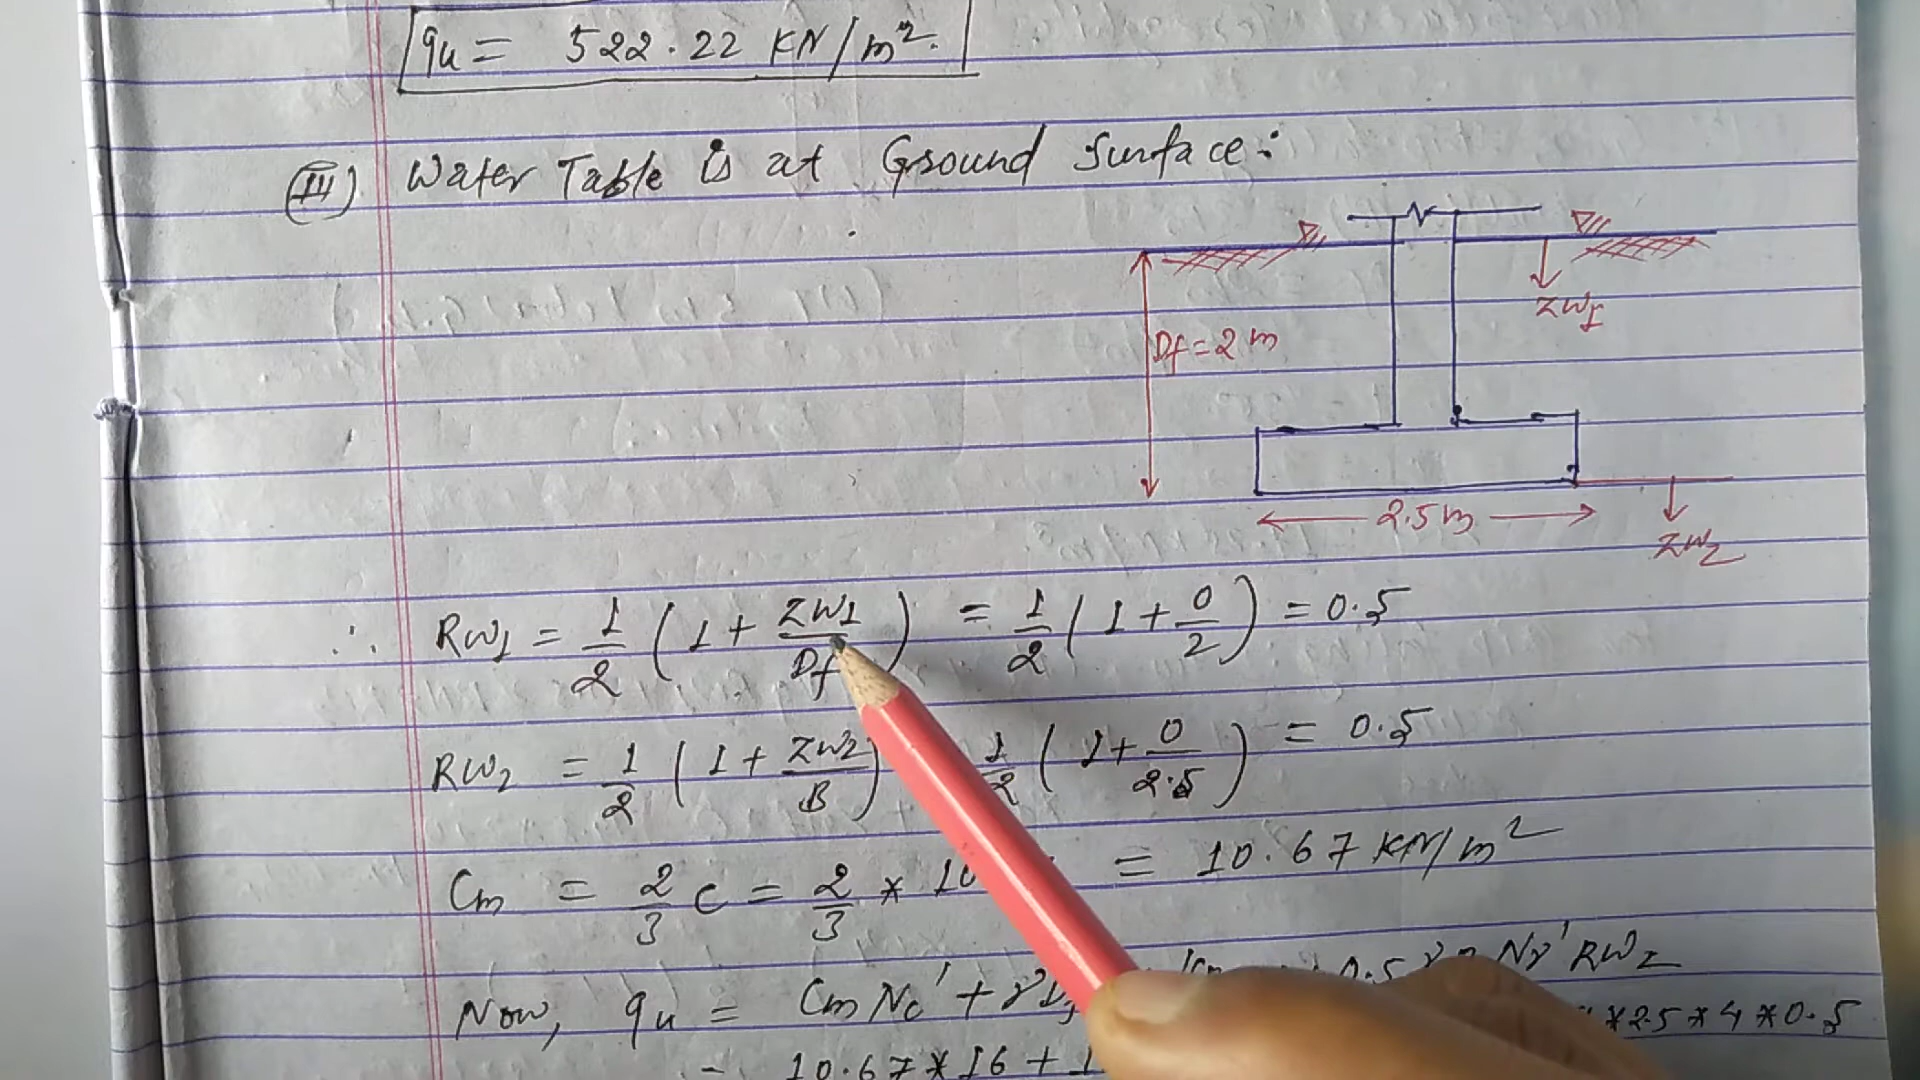 qu = 522.22 KN/m².
(III) Water Table is at Ground Surface:
Zw1
Df = 2 m
2.5 m
Zw2
∴ Rw1 = 1/2 (1 + Zw1/Df) = 1/2 (1 + 0/2) = 0.5
Rw2 = 1/2 (1 + Zw2/B) 1/2 (1 + 0/2.5) = 0.5
Cm = 2/3 C = 2/3 * = 10.67 KN/m²
Now, qu = Cm Nc' + γD 0.5 Nγ' Rw2
*2.5*4*0.5
10.67*16 +